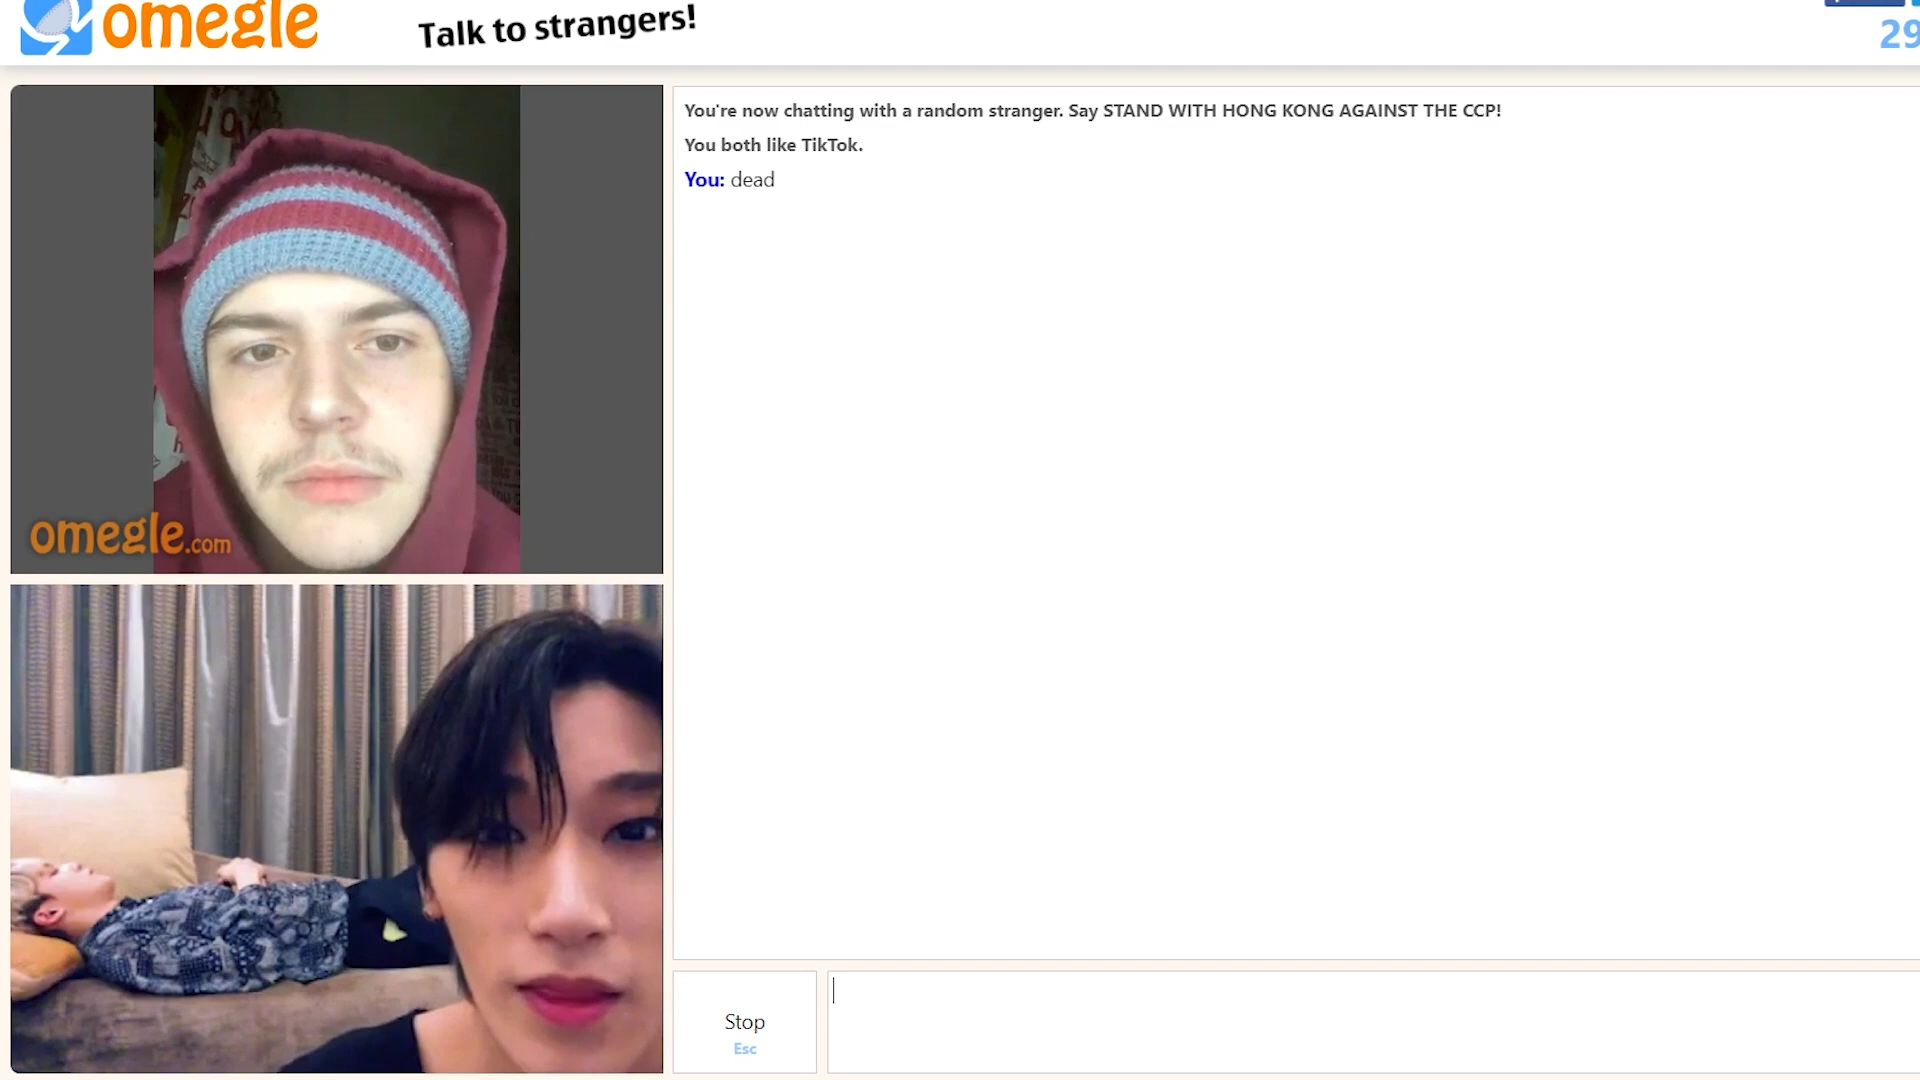 omegle
Talk to strangers!
29
You're now chatting with a random stranger. Say STAND WITH HONG KONG AGAINST THE CCP!
You both like TikTok.
You: dead
omegle.com
Stop
Esc